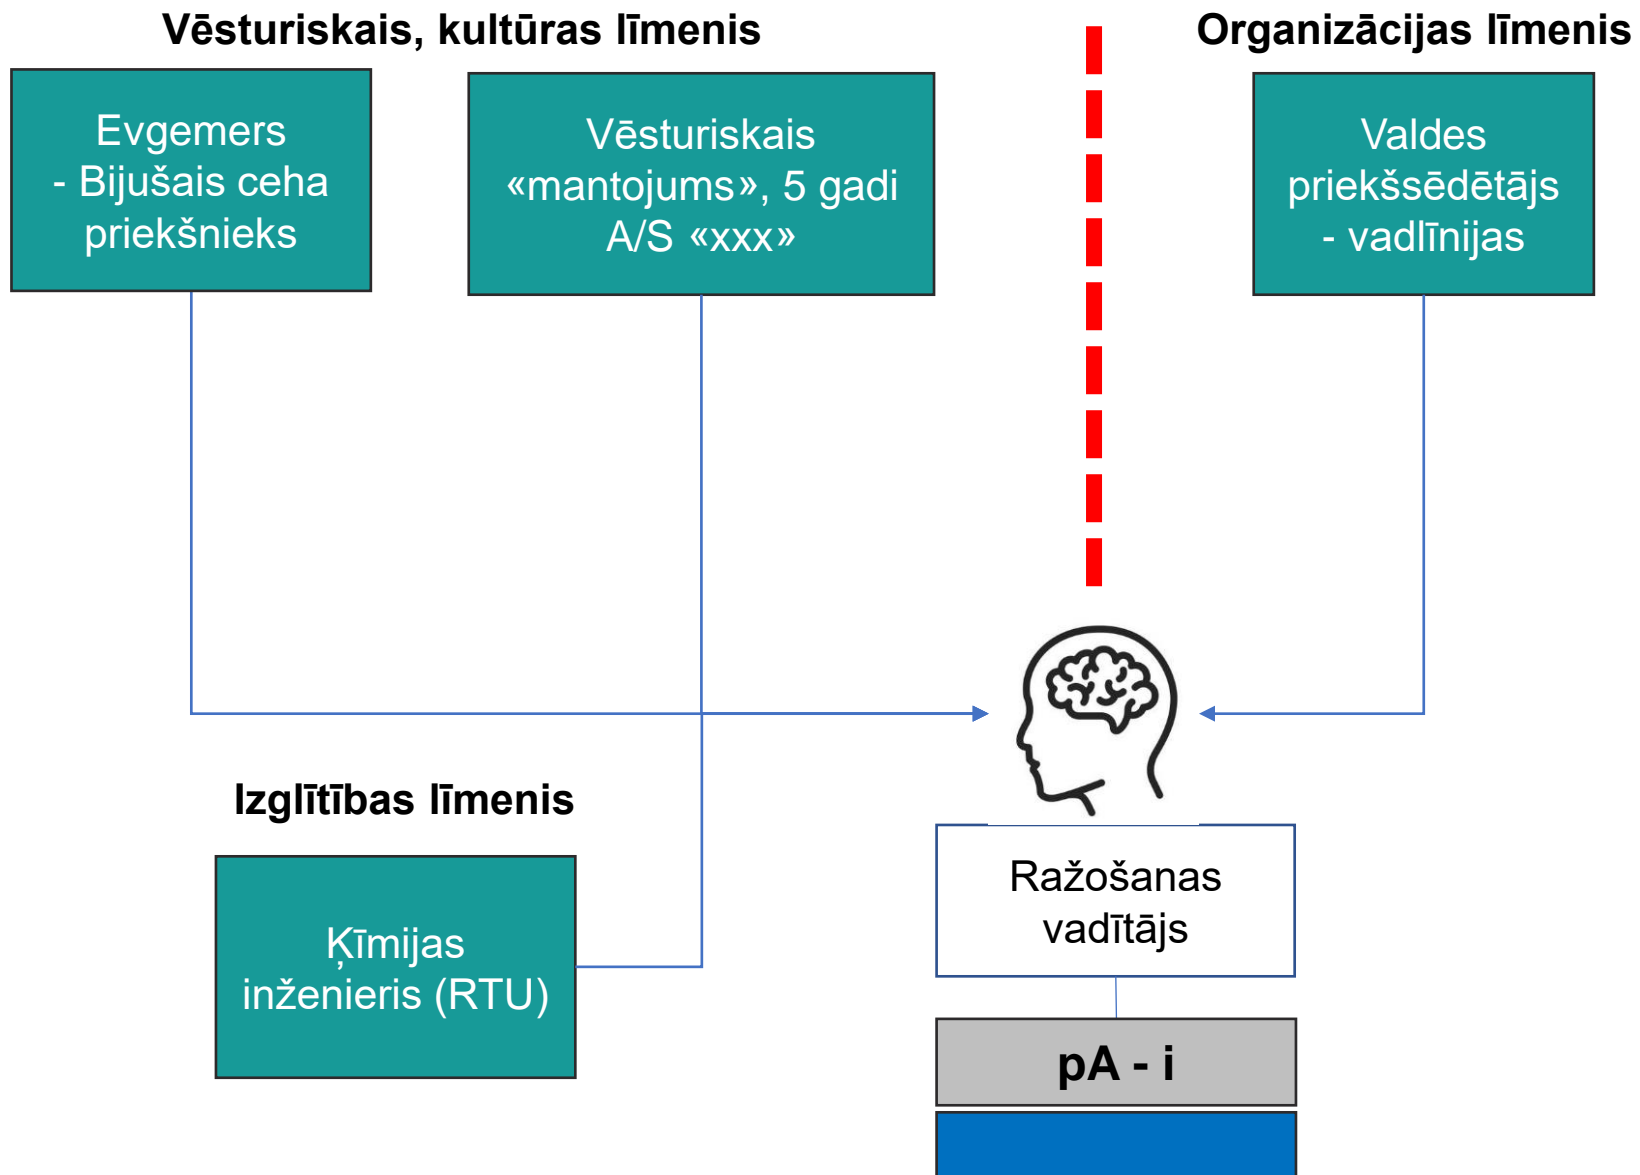 Vēsturiskais, kultūras līmenis
Organizācijas līmenis
Evgemers
- Bijušais ceha
priekšnieks
Vēsturiskais
«mantojums», 5 gadi
A/S «xxx»
Valdes
priekšsēdētājs
- vadlīnijas
Izglītības līmenis
Ķīmijas
inženieris (RTU)
Ražošanas
vadītājs
pA - i